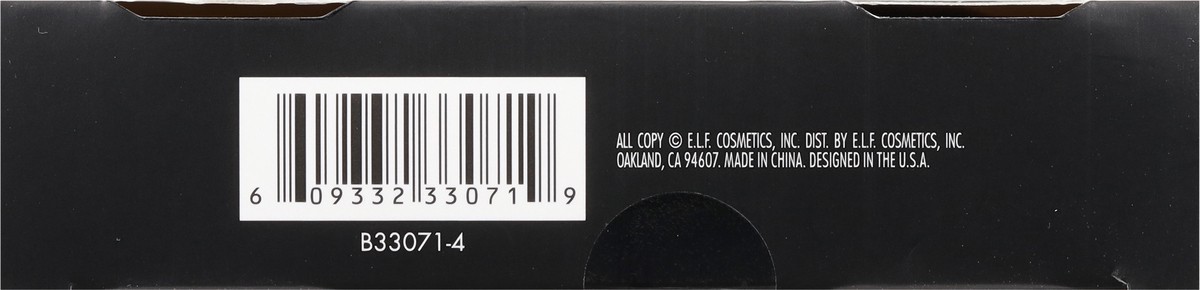 6 09332 33071 9
B33071-4
ALL COPY © E.L.F. COSMETICS, INC. DIST. BY E.L.F. COSMETICS, INC.
OAKLAND, CA 94607. MADE IN CHINA. DESIGNED IN THE U.S.A.